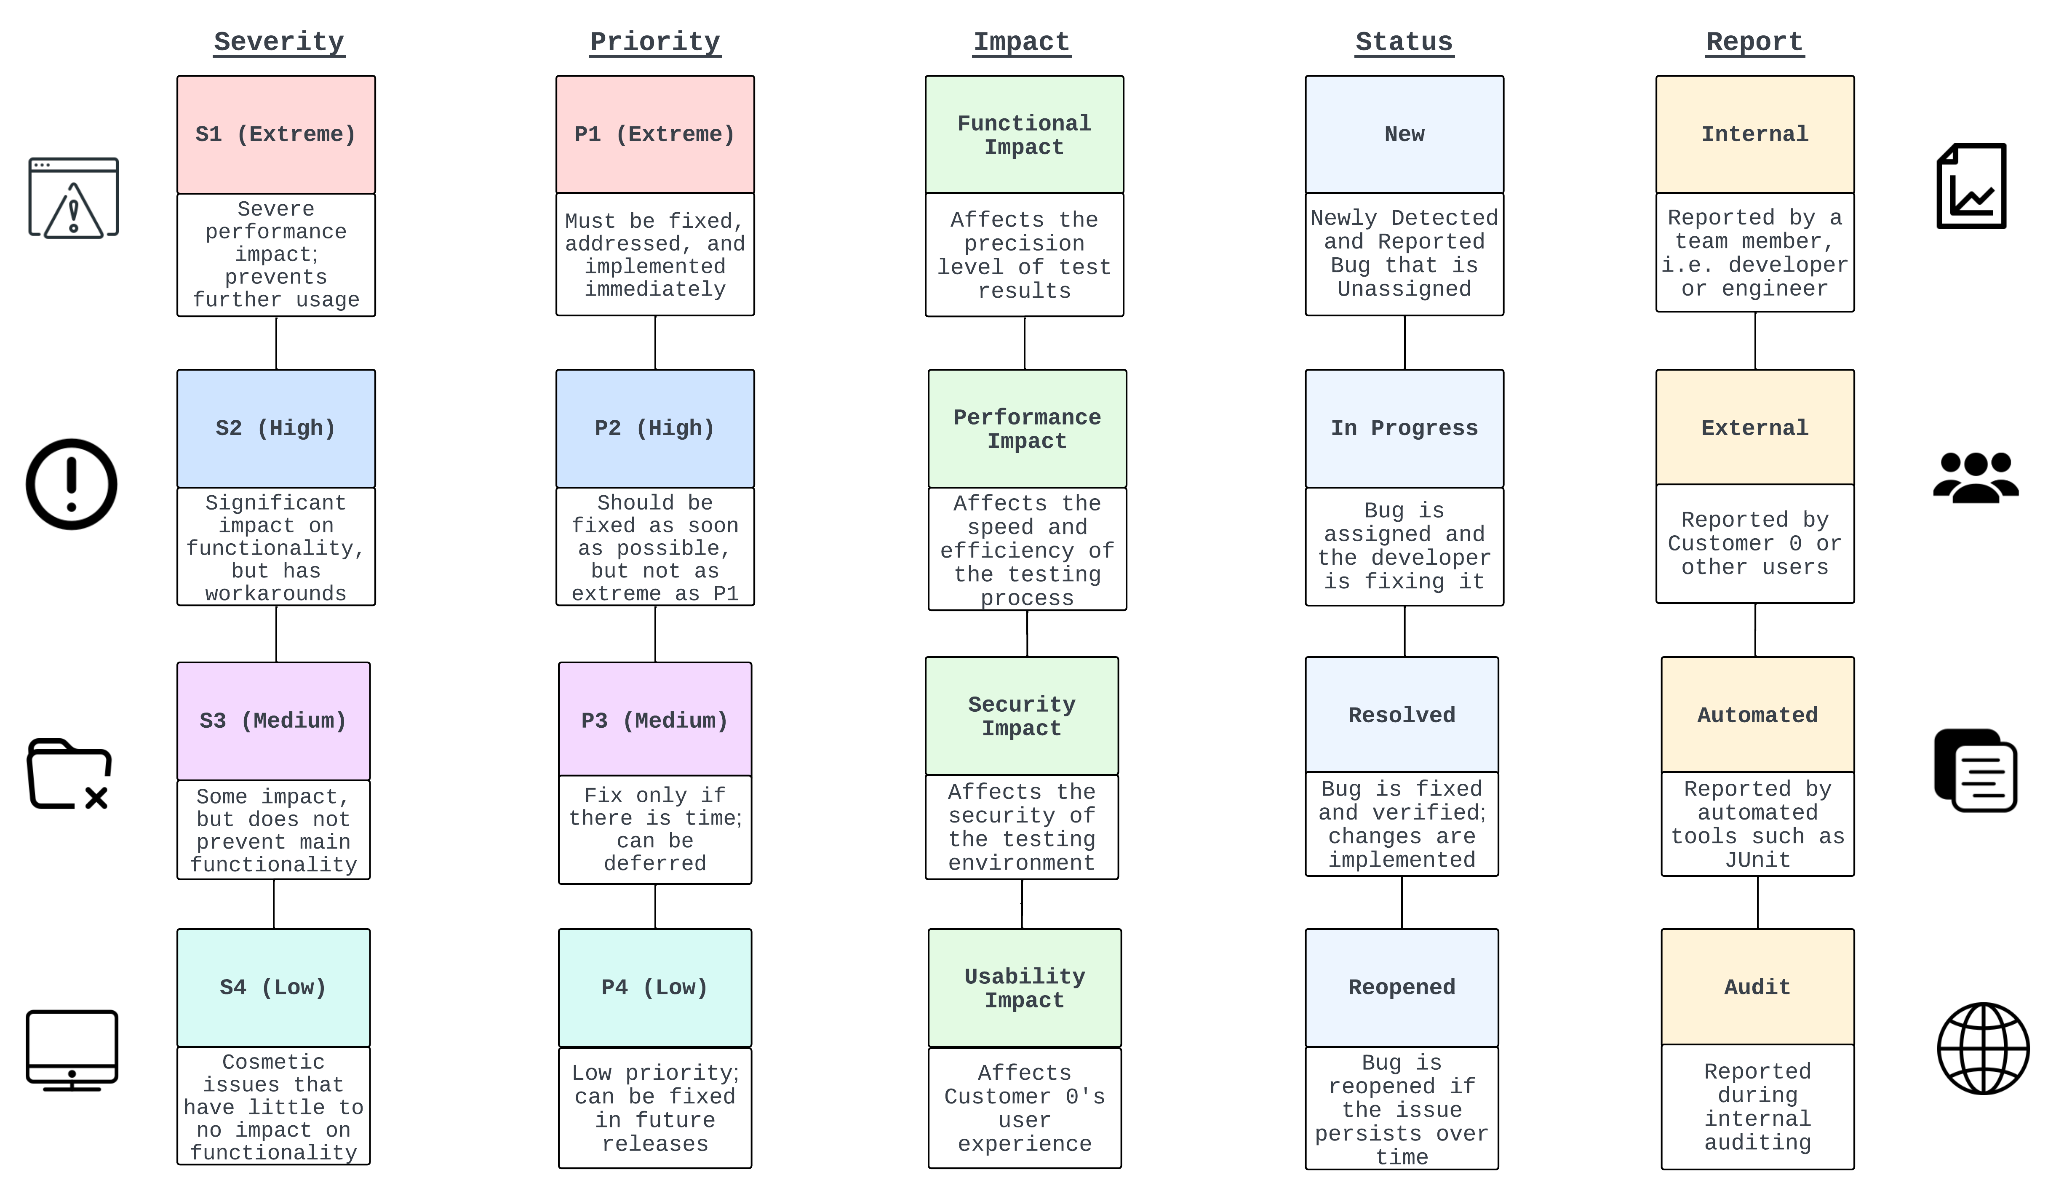 Severity
S1 (Extreme)
Severe
performance
impact;
prevents
further usage
S2 (High)
Significant
impact on
functionality,
but has
workarounds
S3 (Medium)
Some impact,
but does not
prevent main
functionality
S4 (Low)
Cosmetic
issues that
have little to
no impact on
functionality
Priority
P1 (Extreme)
Must be fixed,
addressed, and
implemented
immediately
P2 (High)
Should be
fixed as soon
as possible,
but not as
extreme as P1
P3 (Medium)
Fix only if
there is time;
can be
deferred
P4 (Low)
Low priority;
can be fixed
in future
releases
Impact
Functional
Impact
Affects the
precision
level of test
results
Performance
Impact
Affects the
speed and
efficiency of
the testing
process
Security
Impact
Affects the
security of
the testing
environment
Usability
Impact
Affects
Customer 0's
user
experience
Status
New
Newly Detected
and Reported
Bug that is
Unassigned
In Progress
Bug is
assigned and
the developer
is fixing it
Resolved
Bug is fixed
and verified;
changes are
implemented
Reopened
Bug is
reopened if
the issue
persists over
time
Report
Internal
Reported by a
team member,
i.e. developer
or engineer
External
Reported by
Customer 0 or
other users
Automated
Reported by
automated
tools such as
JUnit
Audit
Reported
during
internal
auditing